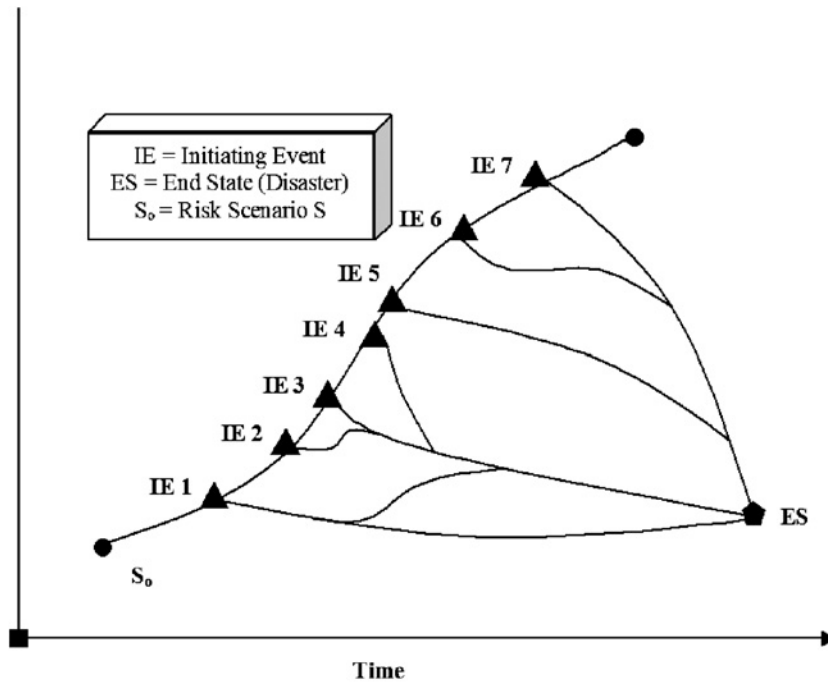 IE = Initiating Event
ES = End State (Disaster)
Sₒ = Risk Scenario S
IE 7
IE 6
IE 5
IE 4
IE 3
IE 2
IE 1
ES
Sₒ
Time